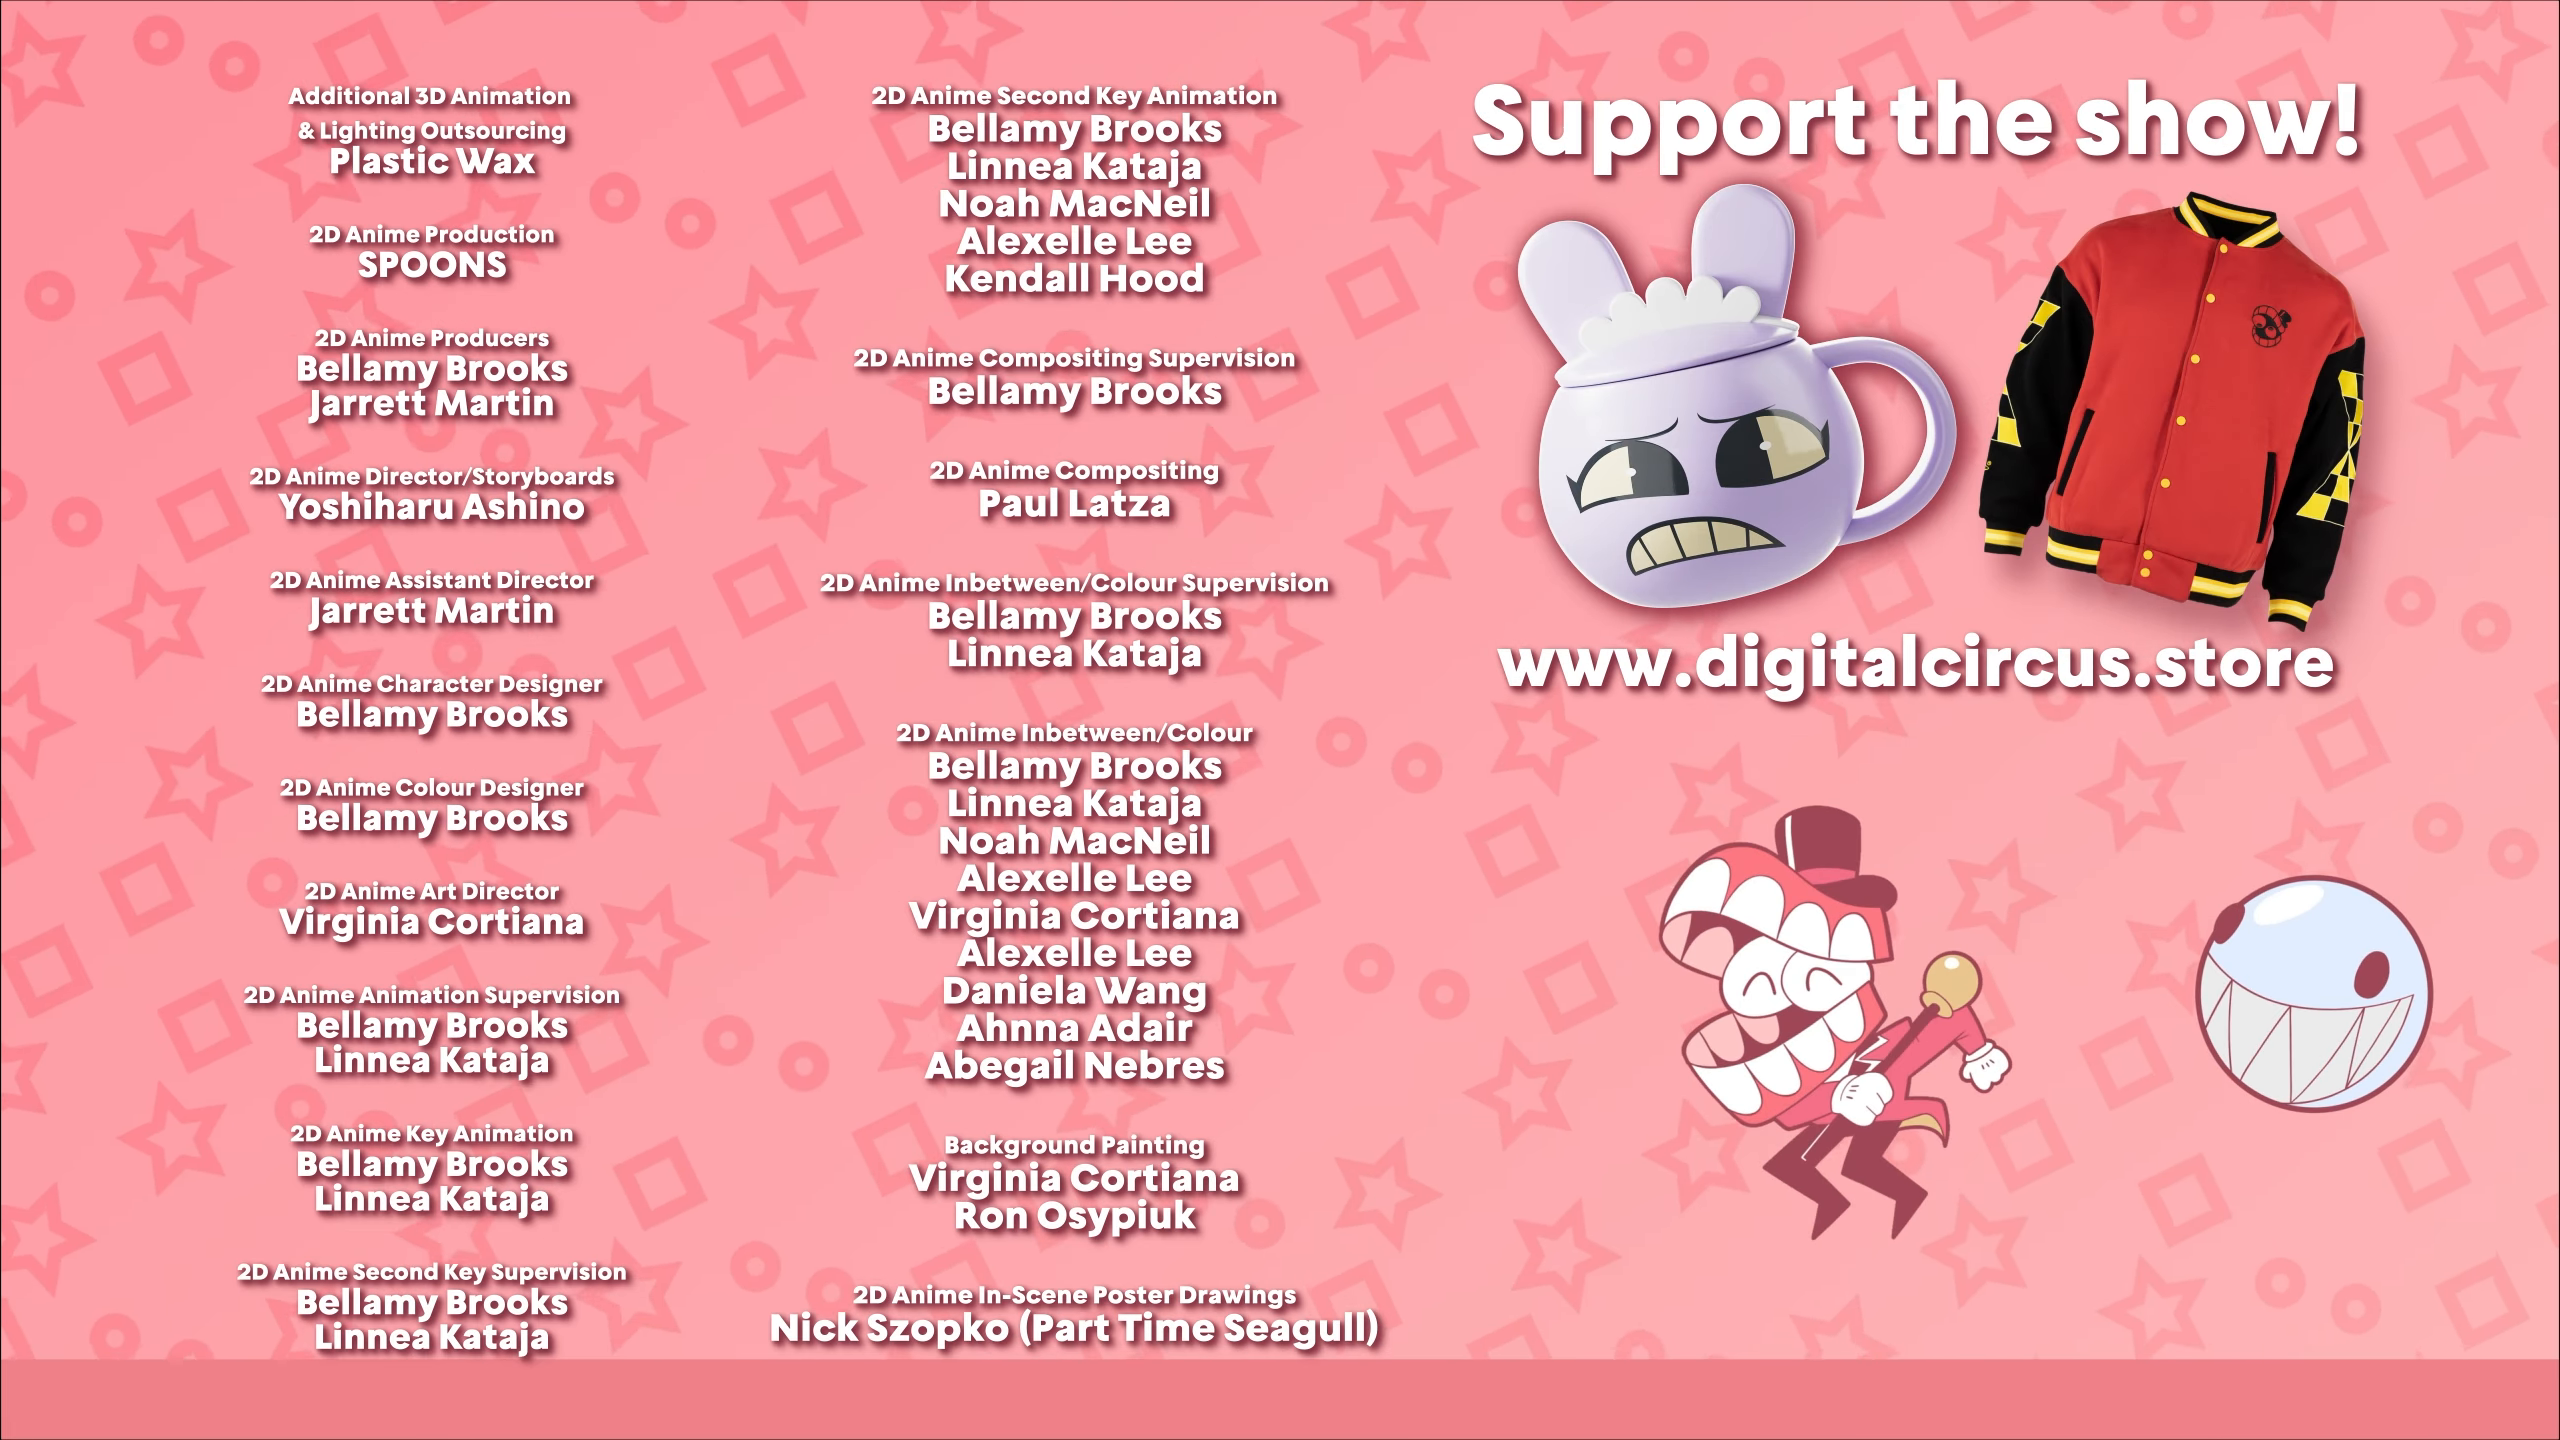 Additional 3D Animation
& Lighting Outsourcing
Plastic Wax
2D Anime Production
SPOONS
2D Anime Producers
Bellamy Brooks
Jarrett Martin
2D Anime Director/Storyboards
Yoshiharu Ashino
2D Anime Assistant Director
Jarrett Martin
2D Anime Character Designer
Bellamy Brooks
2D Anime Colour Designer
Bellamy Brooks
2D Anime Art Director
Virginia Cortiana
2D Anime Animation Supervision
Bellamy Brooks
Linnea Kataja
2D Anime Key Animation
Bellamy Brooks
Linnea Kataja
2D Anime Second Key Supervision
Bellamy Brooks
Linnea Kataja
2D Anime Second Key Animation
Bellamy Brooks
Linnea Kataja
Noah MacNeil
Alexelle Lee
Kendall Hood
2D Anime Compositing Supervision
Bellamy Brooks
2D Anime Compositing
Paul Latza
2D Anime Inbetween/Colour Supervision
Bellamy Brooks
Linnea Kataja
2D Anime Inbetween/Colour
Bellamy Brooks
Linnea Kataja
Noah MacNeil
Alexelle Lee
Virginia Cortiana
Alexelle Lee
Daniela Wang
Ahnna Adair
Abegail Nebres
Background Painting
Virginia Cortiana
Ron Osypiuk
2D Anime In-Scene Poster Drawings
Nick Szopko (Part Time Seagull)
Support the show!
www.digitalcircus.store